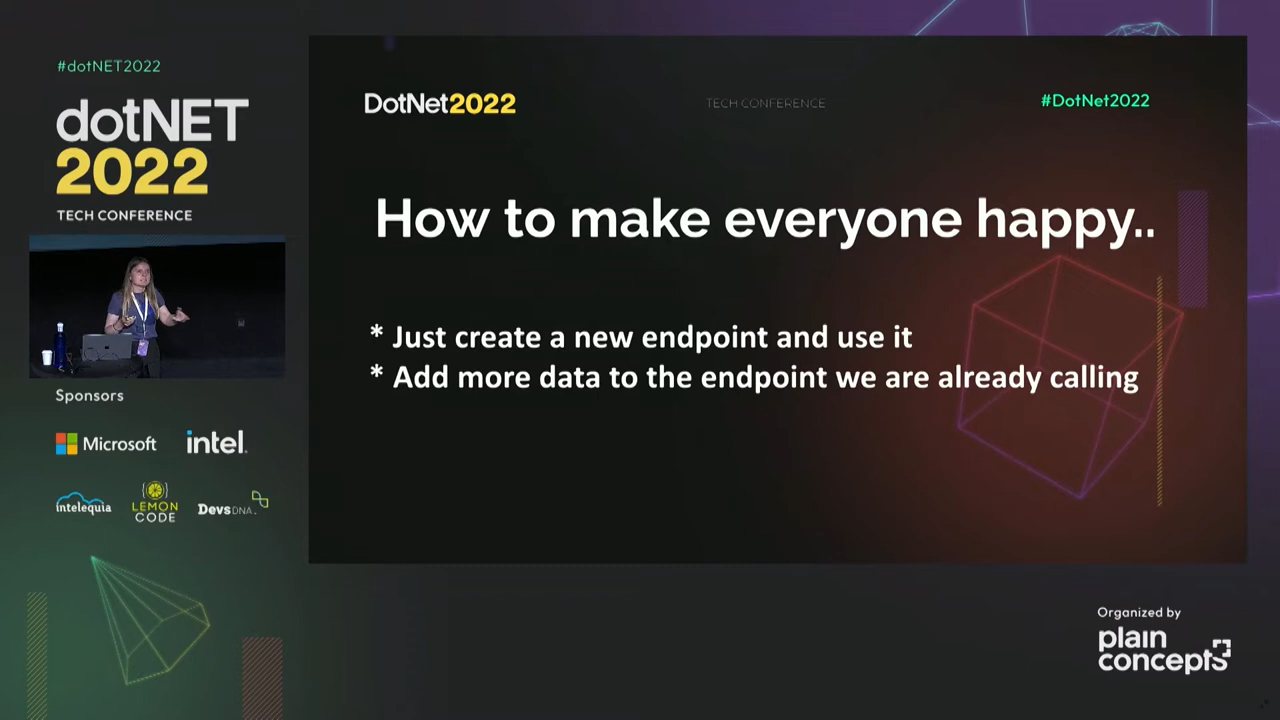 #dotNET2022
dotNET
2022
TECH CONFERENCE
Sponsors
Microsoft
intel.
intelequia
LEMON
CODE
DevsDNA.
DotNet2022
TECH CONFERENCE
#DotNet2022
How to make everyone happy..
* Just create a new endpoint and use it
* Add more data to the endpoint we are already calling
Organized by
plain
concepts